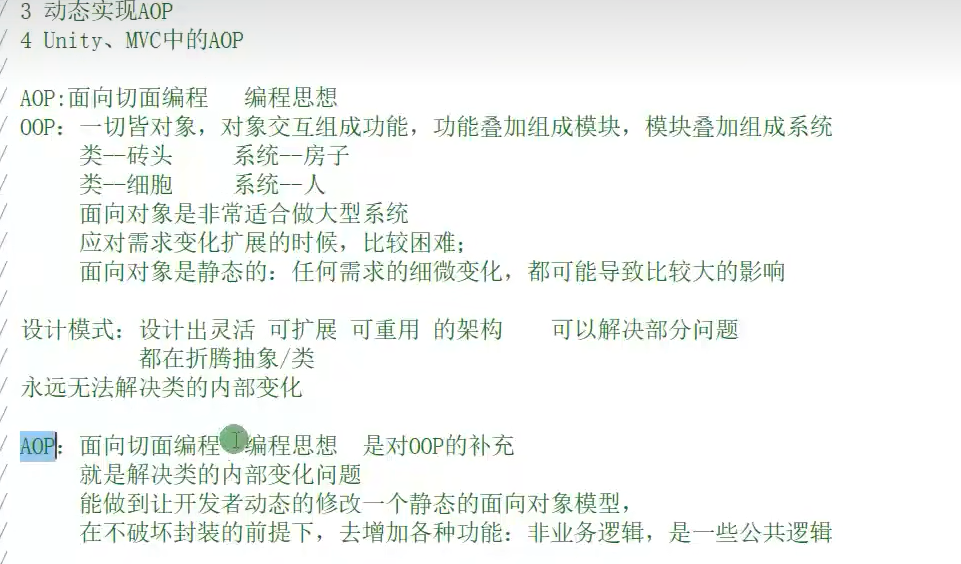 / 3 动态实现AOP
/ 4 Unity、MVC中的AOP
/
/ AOP:面向切面编程   编程思想
/ OOP：一切皆对象，对象交互组成功能，功能叠加组成模块，模块叠加组成系统
/      类--砖头     系统--房子
/      类--细胞     系统--人
/      面向对象是非常适合做大型系统
/      应对需求变化扩展的时候，比较困难；
/      面向对象是静态的：任何需求的细微变化，都可能导致比较大的影响
/
/ 设计模式：设计出灵活 可扩展 可重用 的架构    可以解决部分问题
/          都在折腾抽象/类
/ 永远无法解决类的内部变化
/
/ AOP：面向切面编程  编程思想  是对OOP的补充
/      就是解决类的内部变化问题
/      能做到让开发者动态的修改一个静态的面向对象模型，
/      在不破坏封装的前提下，去增加各种功能：非业务逻辑，是一些公共逻辑
/